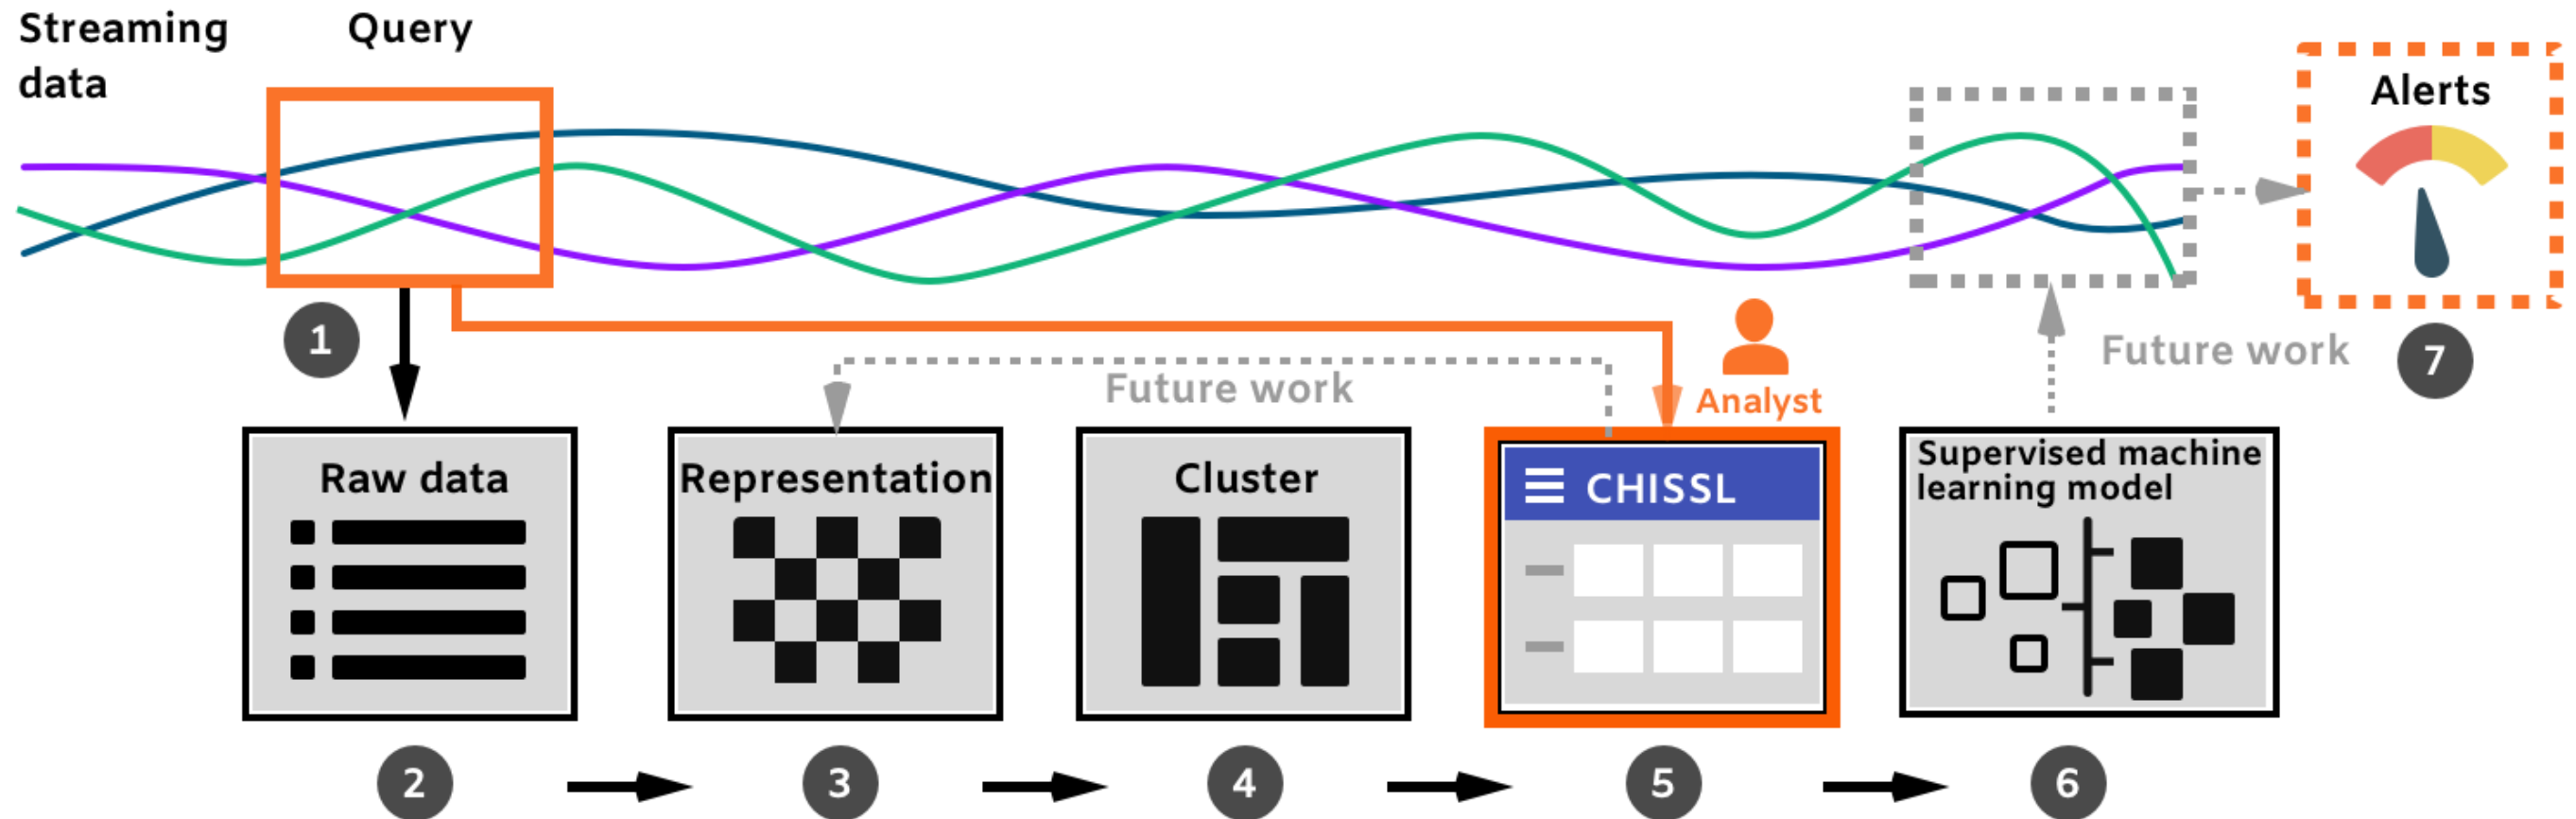 Streaming
data
Query
Alerts
1
Future work
7
Future work
Analyst
Raw data
Representation
Cluster
CHISSL
Supervised machine
learning model
2
3
4
5
6